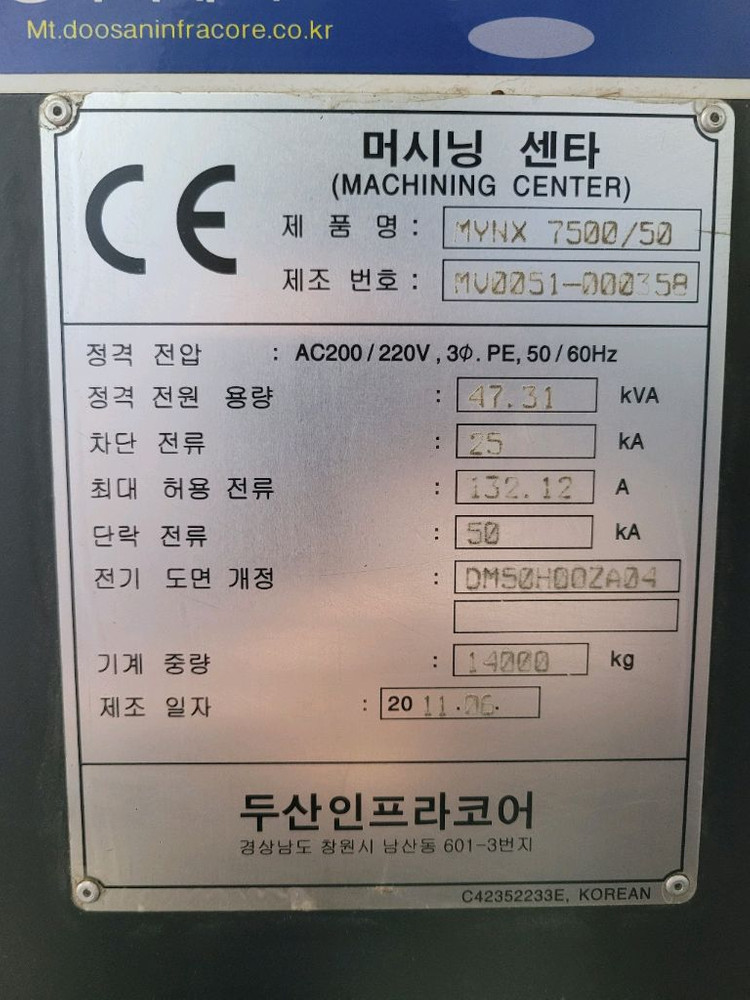 Mt.doosaninfracore.co.kr
CE
머시닝 센타
(MACHINING CENTER)
제 품 명 : MYNX 7500/50
제조 번호 : MV0051-000358
정격 전압 : AC200/220V, 3Φ. PE, 50/60Hz
정격 전원 용량 : 47.31 kVA
차단 전류 : 25 kA
최대 허용 전류 : 132.12 A
단락 전류 : 50 kA
전기 도면 개정 : DM50H00ZA04
기계 중량 : 14000 kg
제조 일자 : 20 11.06.
두산인프라코어
경상남도 창원시 남산동 601-3번지
C42352233E, KOREAN